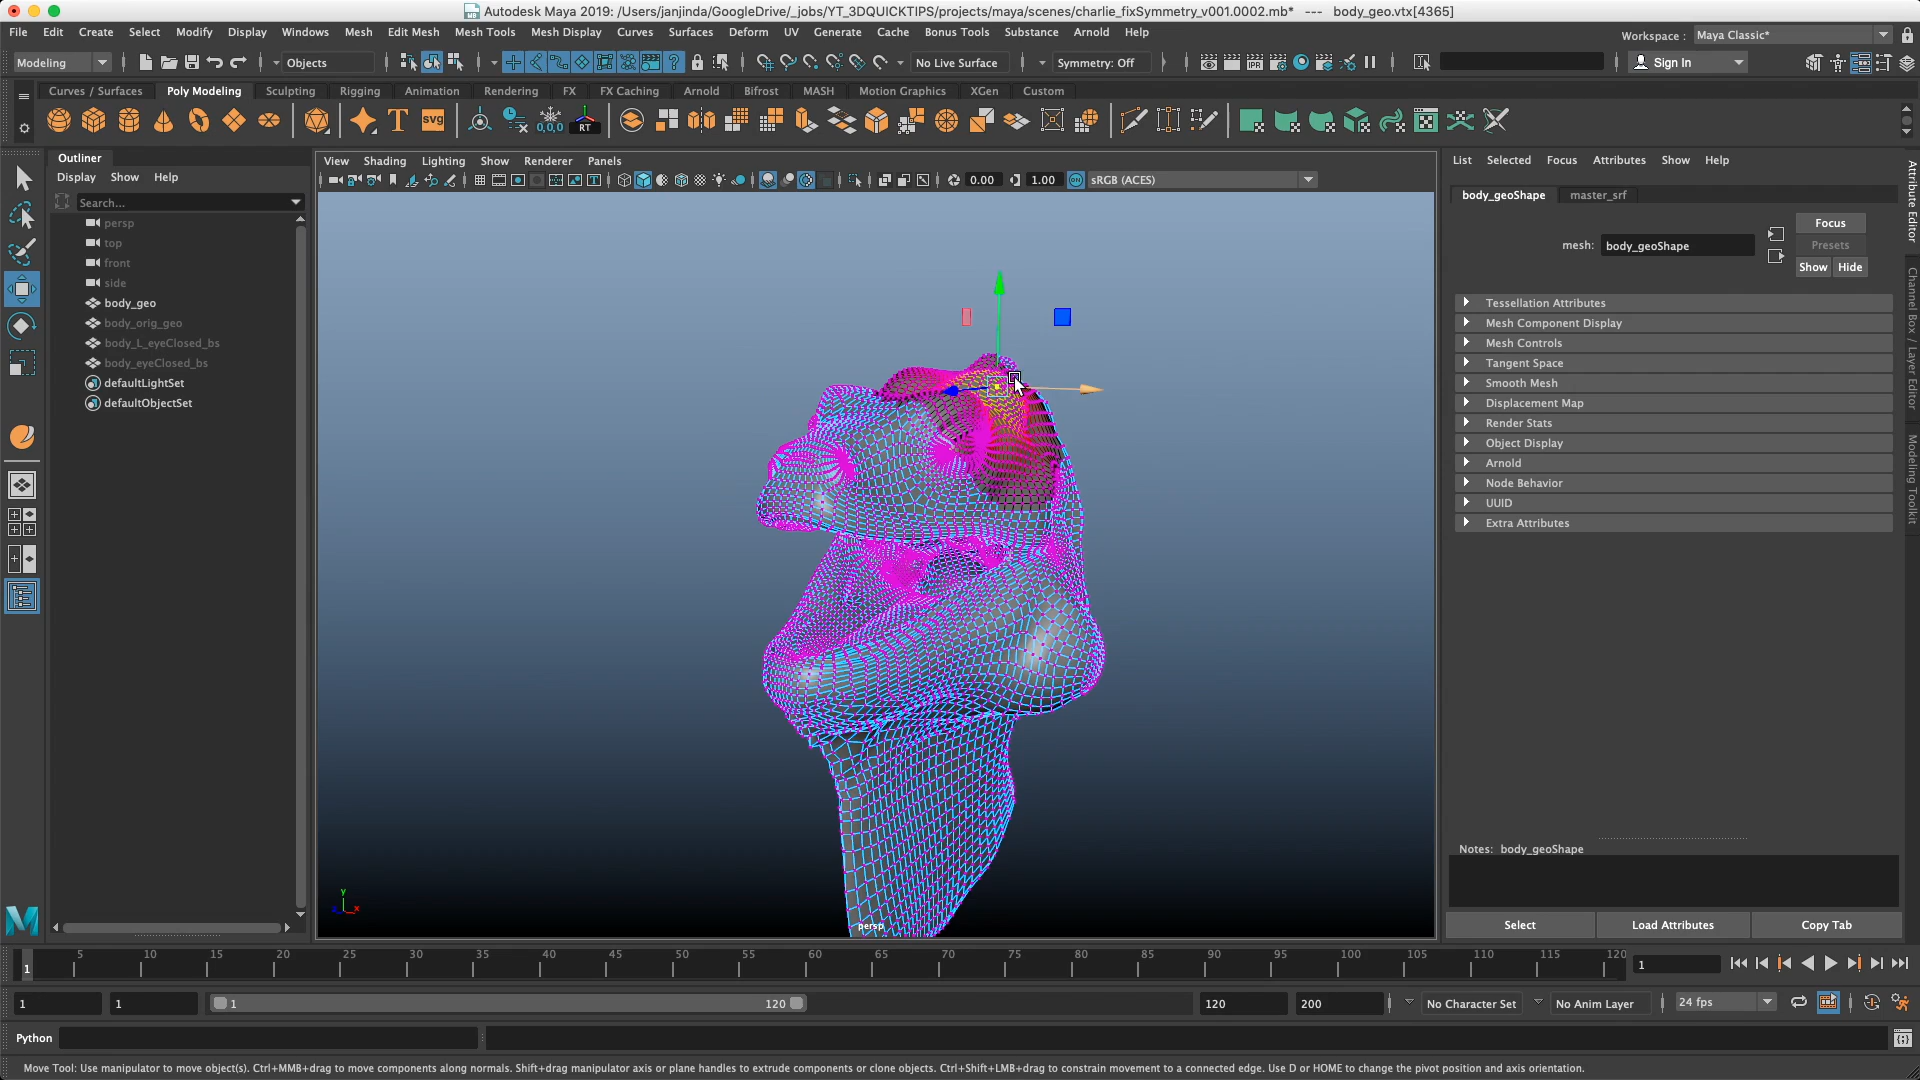 Autodesk Maya 2019: /Users/janjinda/GoogleDrive/_jobs/YT_3DQUICKTIPS/projects/maya/scenes/charlie_fixSymmetry_v001.0002.mb* --- body_geo.vtx[4365]
File Edit Create Select Modify Display Windows Mesh Edit Mesh Mesh Tools Mesh Display Curves Surfaces Deform UV Generate Cache Bonus Tools Substance Arnold Help
Workspace : Maya Classic*
Modeling Objects No Live Surface Symmetry: Off Sign In
Curves / Surfaces Poly Modeling Sculpting Rigging Animation Rendering FX FX Caching Arnold Bifrost MASH Motion Graphics XGen Custom
T SVG 0,0,0 RT
Outliner
Display Show Help
Search...
persp
top
front
side
body_geo
body_orig_geo
body_L_eyeClosed_bs
body_eyeClosed_bs
defaultLightSet
defaultObjectSet
View Shading Lighting Show Renderer Panels
0.00 1.00 sRGB (ACES)
y
x
persp
List Selected Focus Attributes Show Help
body_geoShape master_srf
Focus
mesh: body_geoShape
Presets
Show Hide
Tessellation Attributes
Mesh Component Display
Mesh Controls
Tangent Space
Smooth Mesh
Displacement Map
Render Stats
Object Display
Arnold
Node Behavior
UUID
Extra Attributes
Notes: body_geoShape
Select Load Attributes Copy Tab
Attribute Editor
Channel Box / Layer Editor
Modeling Toolkit
1 5 10 15 20 25 30 35 40 45 50 55 60 65 70 75 80 85 90 95 100 105 110 115 120 1
1 1 1 120 120 200 No Character Set No Anim Layer 24 fps
Python
Move Tool: Use manipulator to move object(s). Ctrl+MMB+drag to move components along normals. Shift+drag manipulator axis or plane handles to extrude components or clone objects. Ctrl+Shift+LMB+drag to constrain movement to a connected edge. Use D or HOME to change the pivot position and axis orientation.